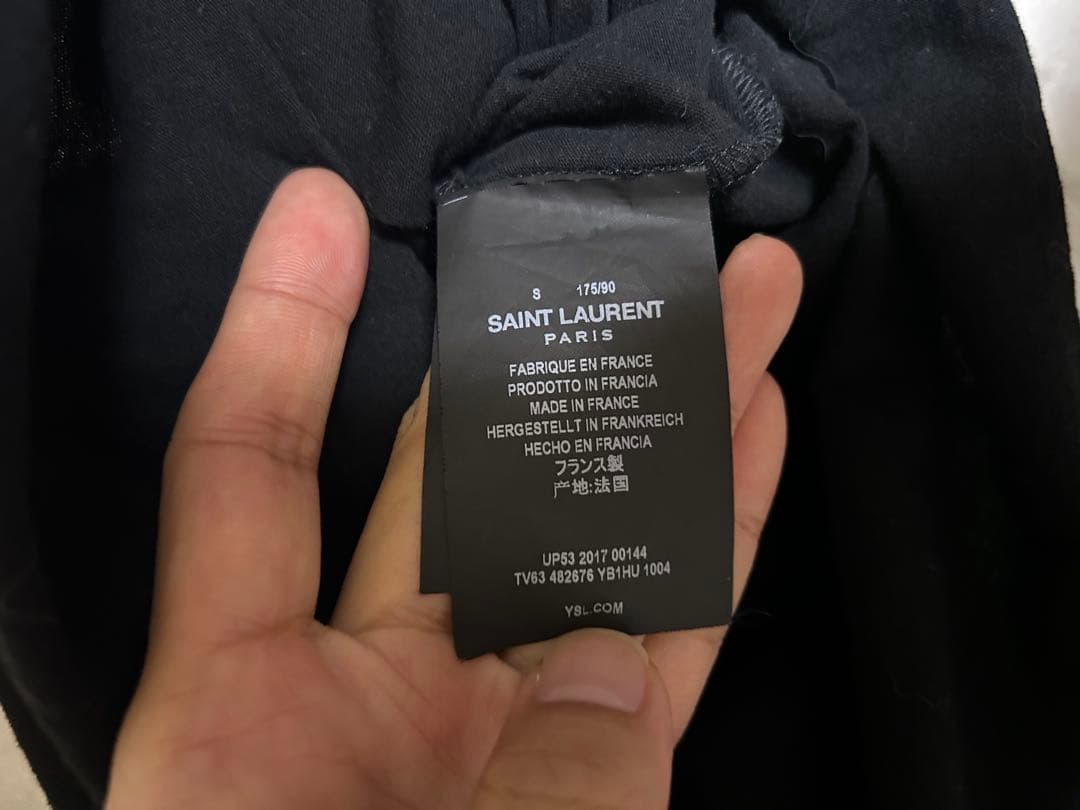 S 175/90
SAINT LAURENT
PARIS
FABRIQUE EN FRANCE
PRODOTTO IN FRANCIA
MADE IN FRANCE
HERGESTELLT IN FRANKREICH
HECHO EN FRANCIA
フランス製
产地:法国
UP53 2017 00144
TV63 482676 YB1HU 1004
YSL.COM